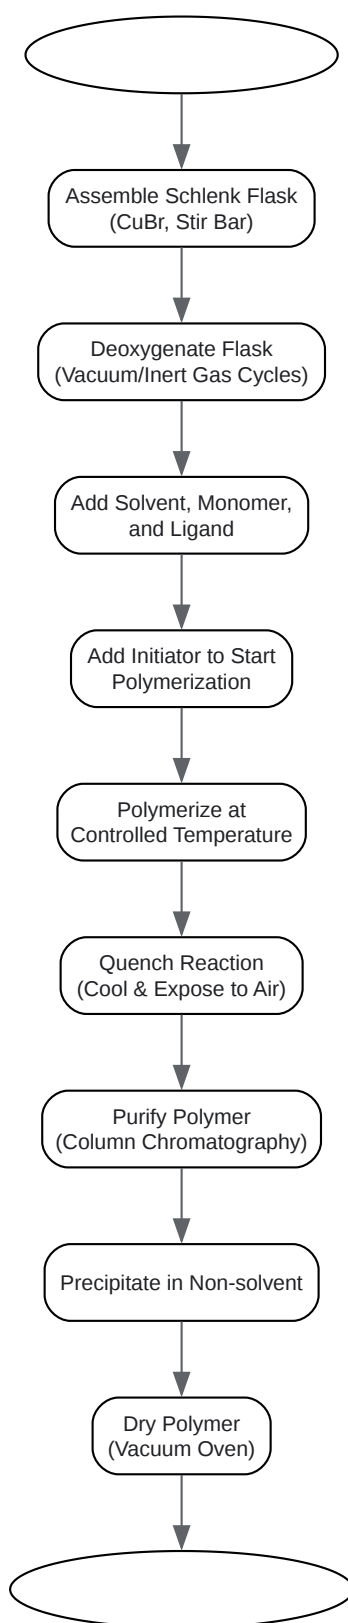 Assemble Schlenk Flask
(CuBr, Stir Bar)
Deoxygenate Flask
(Vacuum/Inert Gas Cycles)
Add Solvent, Monomer,
and Ligand
Add Initiator to Start
Polymerization
Polymerize at
Controlled Temperature
Quench Reaction
(Cool & Expose to Air)
Purify Polymer
(Column Chromatography)
Precipitate in Non-solvent
Dry Polymer
(Vacuum Oven)